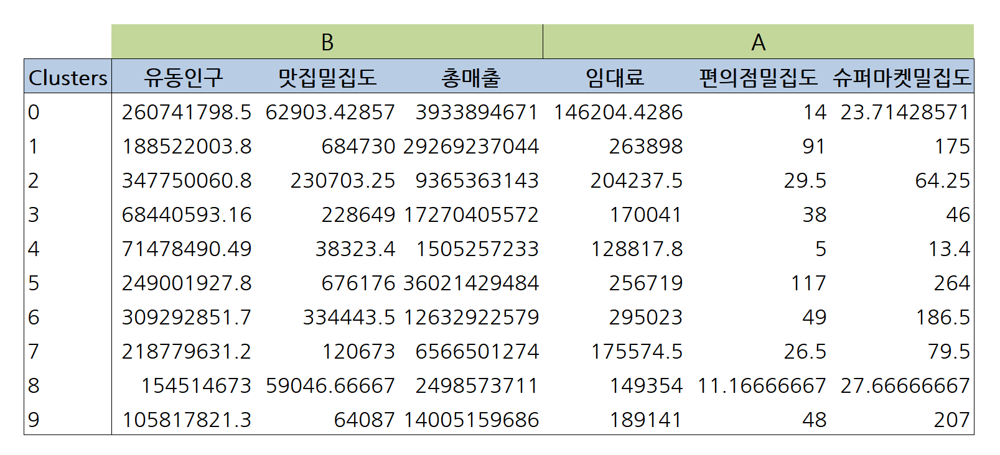 B A
Clusters 유동인구 맛집밀집도 총매출 임대료 편의점밀집도 슈퍼마켓밀집도
0 260741798.5 62903.42857 3933894671 146204.4286 14 23.71428571
1 188522003.8 684730 29269237044 263898 91 175
2 347750060.8 230703.25 9365363143 204237.5 29.5 64.25
3 68440593.16 228649 17270405572 170041 38 46
4 71478490.49 38323.4 1505257233 128817.8 5 13.4
5 249001927.8 676176 36021429484 256719 117 264
6 309292851.7 334443.5 12632922579 295023 49 186.5
7 218779631.2 120673 6566501274 175574.5 26.5 79.5
8 154514673 59046.66667 2498573711 149354 11.16666667 27.66666667
9 105817821.3 64087 14005159686 189141 48 207